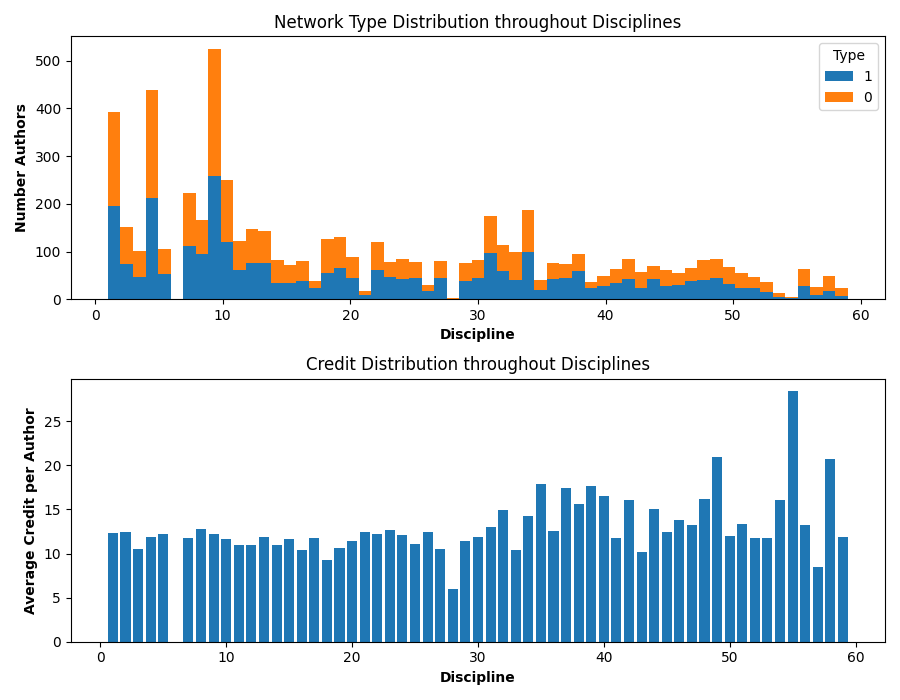 Network Type Distribution throughout Disciplines
500
400
300
200
100
0
Number Authors
Type
1
0
0 10 20 30 40 50 60
Discipline
Credit Distribution throughout Disciplines
25
20
15
10
5
0
Average Credit per Author
0 10 20 30 40 50 60
Discipline